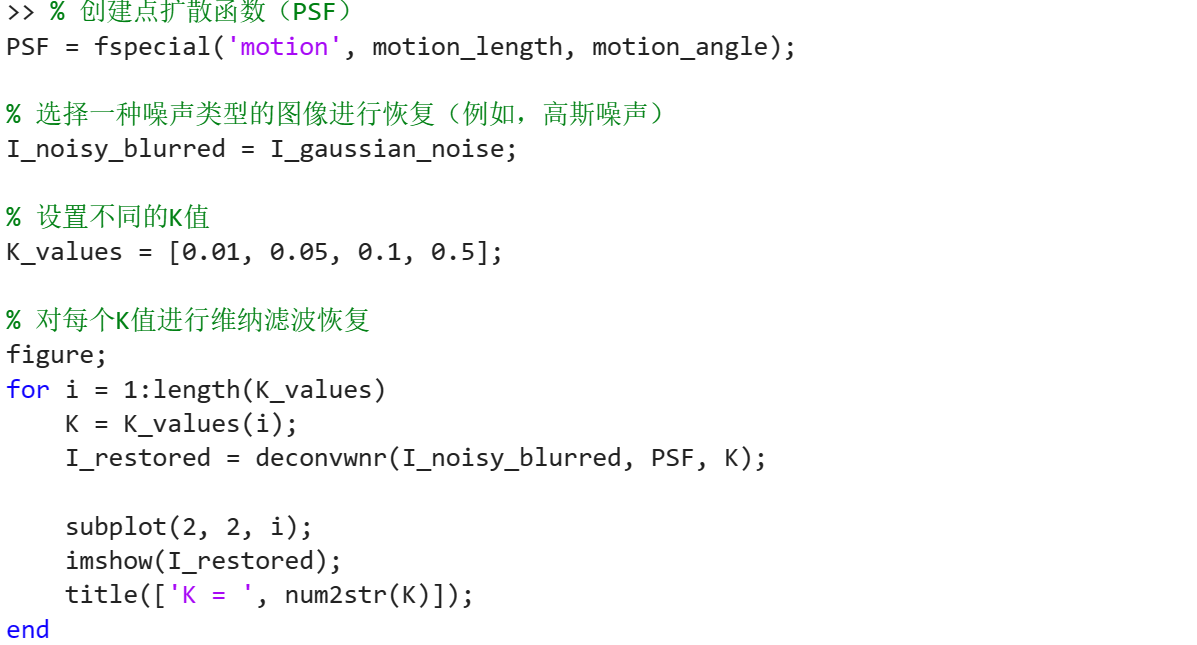 >> % 创建点扩散函数（PSF）
PSF = fspecial('motion', motion_length, motion_angle);
% 选择一种噪声类型的图像进行恢复（例如，高斯噪声）
I_noisy_blurred = I_gaussian_noise;
% 设置不同的K值
K_values = [0.01, 0.05, 0.1, 0.5];
% 对每个K值进行维纳滤波恢复
figure;
for i = 1:length(K_values)
    K = K_values(i);
    I_restored = deconvwnr(I_noisy_blurred, PSF, K);
    subplot(2, 2, i);
    imshow(I_restored);
    title(['K = ', num2str(K)]);
end